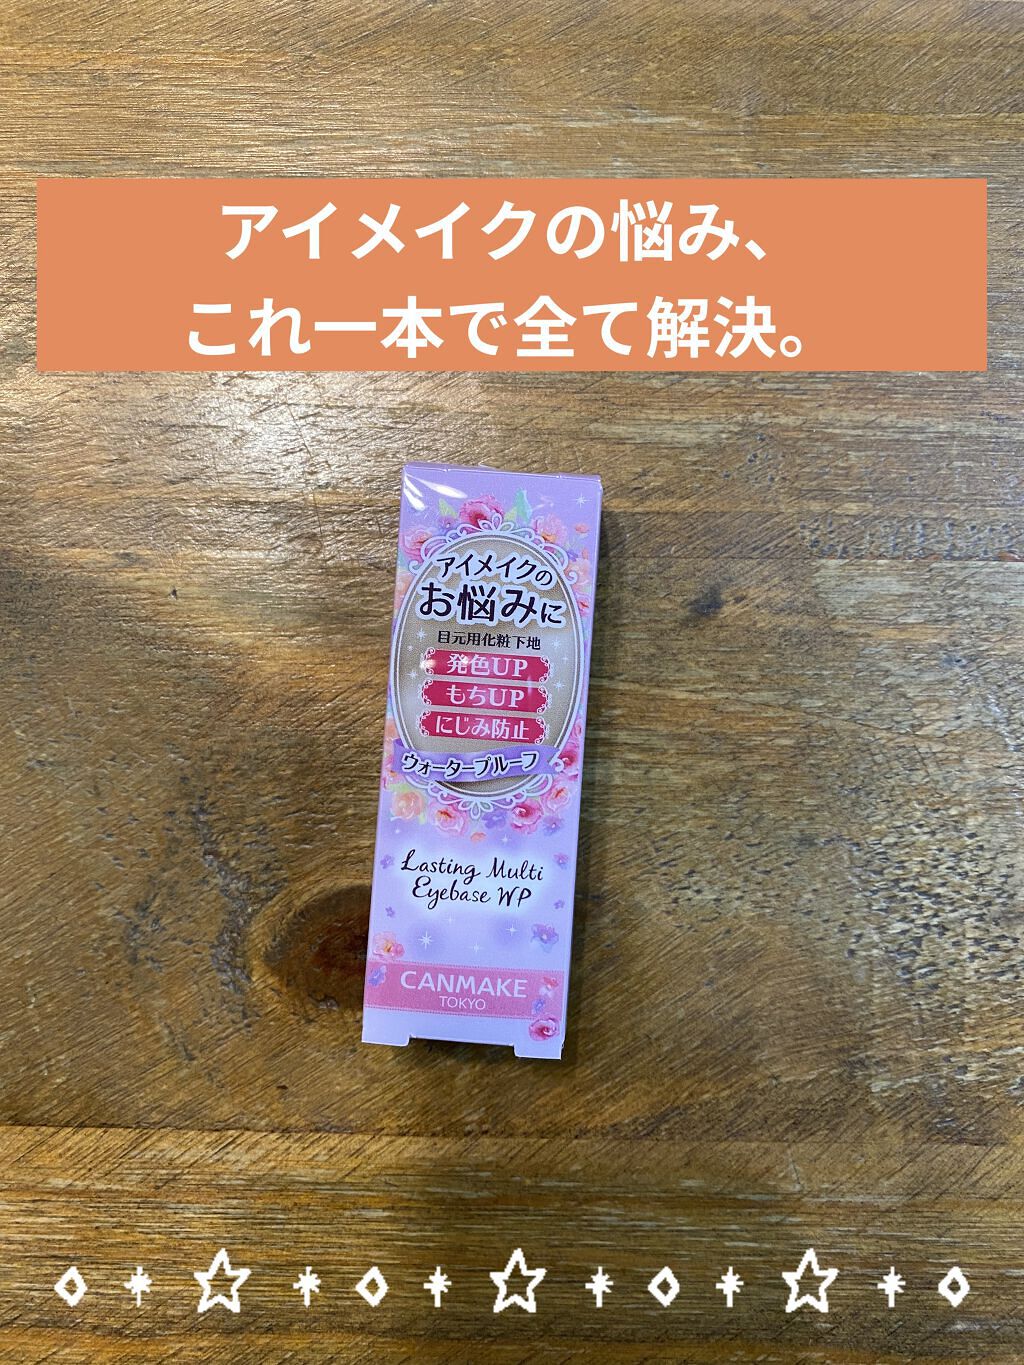 アイメイクの悩み、
これ一本で全て解決。
アイメイクの
お悩みに
目元用化粧下地
発色UP
もちUP
にじみ防止
ウォータープルーフ
Lasting Multi
Eyebase WP
CANMAKE
TOKYO